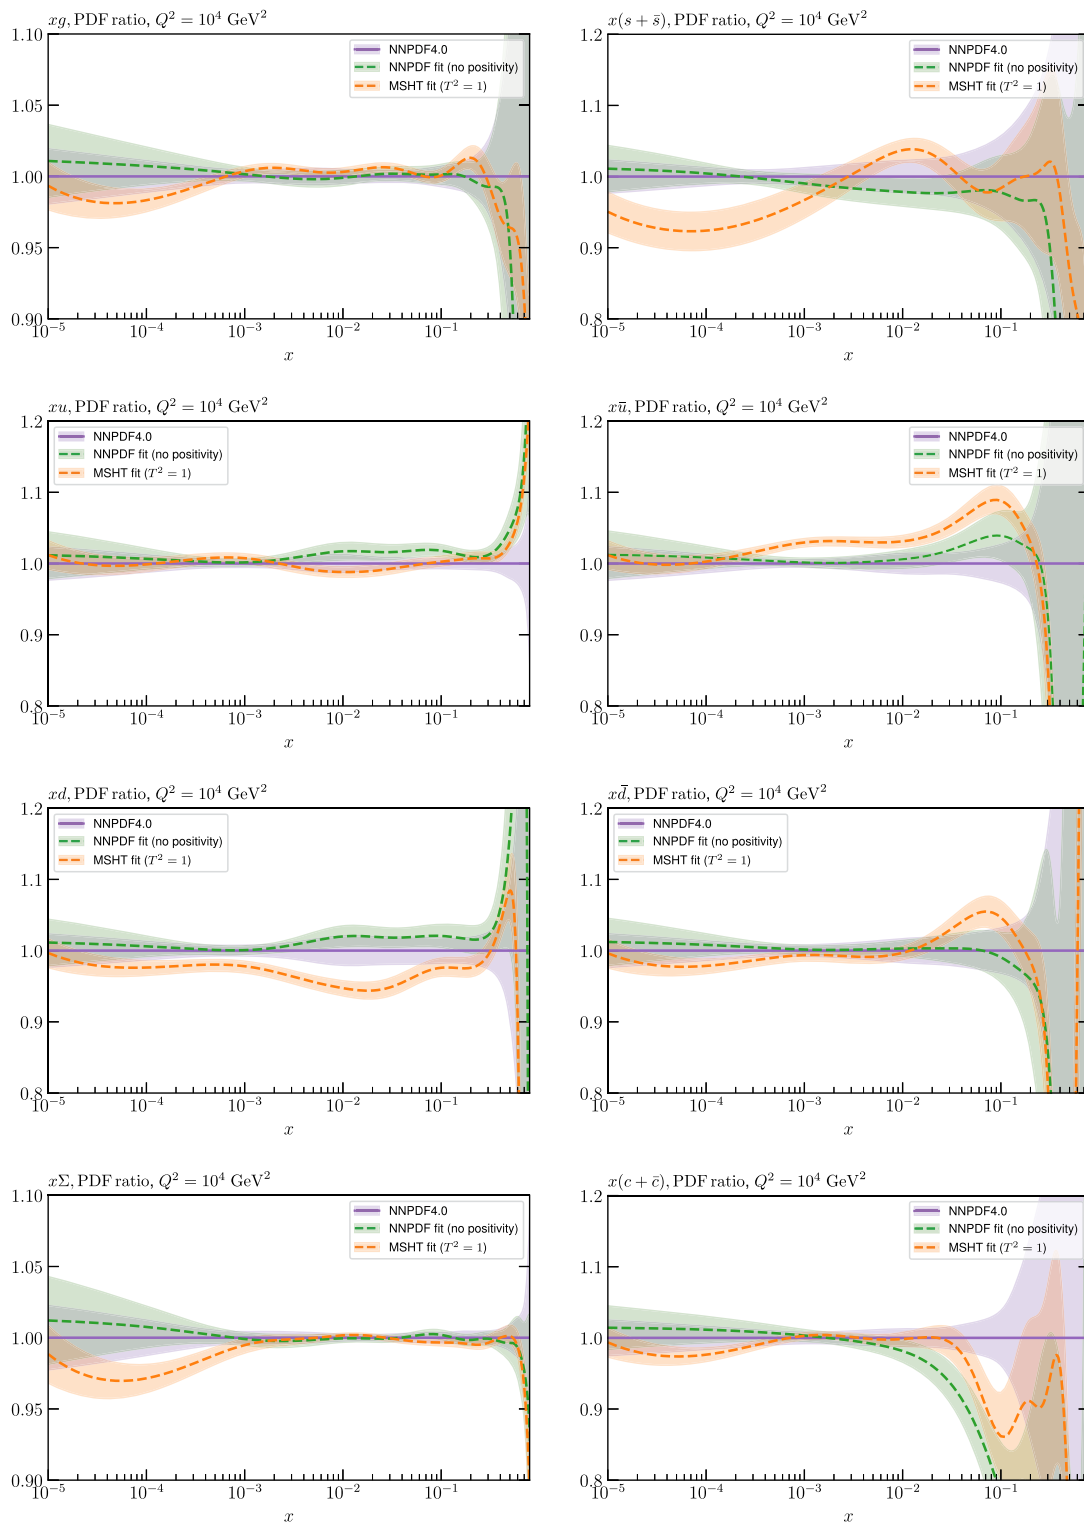 xg, PDF ratio, Q² = 10⁴ GeV²
1.10
1.05
1.00
0.95
0.90
10⁻⁵ 10⁻⁴ 10⁻³ 10⁻² 10⁻¹
x
NNPDF4.0
NNPDF fit (no positivity)
MSHT fit (T² = 1)
x(s + s̄), PDF ratio, Q² = 10⁴ GeV²
1.2
1.1
1.0
0.9
0.8
10⁻⁵ 10⁻⁴ 10⁻³ 10⁻² 10⁻¹
x
NNPDF4.0
NNPDF fit (no positivity)
MSHT fit (T² = 1)
xu, PDF ratio, Q² = 10⁴ GeV²
1.2
1.1
1.0
0.9
0.8
10⁻⁵ 10⁻⁴ 10⁻³ 10⁻² 10⁻¹
x
NNPDF4.0
NNPDF fit (no positivity)
MSHT fit (T² = 1)
xū, PDF ratio, Q² = 10⁴ GeV²
1.2
1.1
1.0
0.9
0.8
10⁻⁵ 10⁻⁴ 10⁻³ 10⁻² 10⁻¹
x
NNPDF4.0
NNPDF fit (no positivity)
MSHT fit (T² = 1)
xd, PDF ratio, Q² = 10⁴ GeV²
1.2
1.1
1.0
0.9
0.8
10⁻⁵ 10⁻⁴ 10⁻³ 10⁻² 10⁻¹
x
NNPDF4.0
NNPDF fit (no positivity)
MSHT fit (T² = 1)
xd̄, PDF ratio, Q² = 10⁴ GeV²
1.2
1.1
1.0
0.9
0.8
10⁻⁵ 10⁻⁴ 10⁻³ 10⁻² 10⁻¹
x
NNPDF4.0
NNPDF fit (no positivity)
MSHT fit (T² = 1)
xΣ, PDF ratio, Q² = 10⁴ GeV²
1.10
1.05
1.00
0.95
0.90
10⁻⁵ 10⁻⁴ 10⁻³ 10⁻² 10⁻¹
x
NNPDF4.0
NNPDF fit (no positivity)
MSHT fit (T² = 1)
x(c + c̄), PDF ratio, Q² = 10⁴ GeV²
1.2
1.1
1.0
0.9
0.8
10⁻⁵ 10⁻⁴ 10⁻³ 10⁻² 10⁻¹
x
NNPDF4.0
NNPDF fit (no positivity)
MSHT fit (T² = 1)